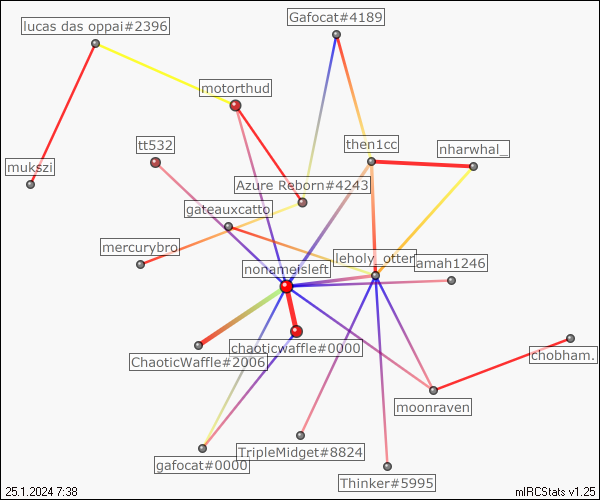 Gafocat#4189
lucas das oppai#2396
motorthud
tt532
then1cc
nharwhal_
mukszi
Azure Reborn#4243
gateauxcatto
mercurybro
leholy_otter
amah1246
nonameisleft
chaoticwaffle#0000
ChaoticWaffle#2006
chobham.
moonraven
TripleMidget#8824
gafocat#0000
Thinker#5995
25.1.2024 7:38
mIRCStats v1.25